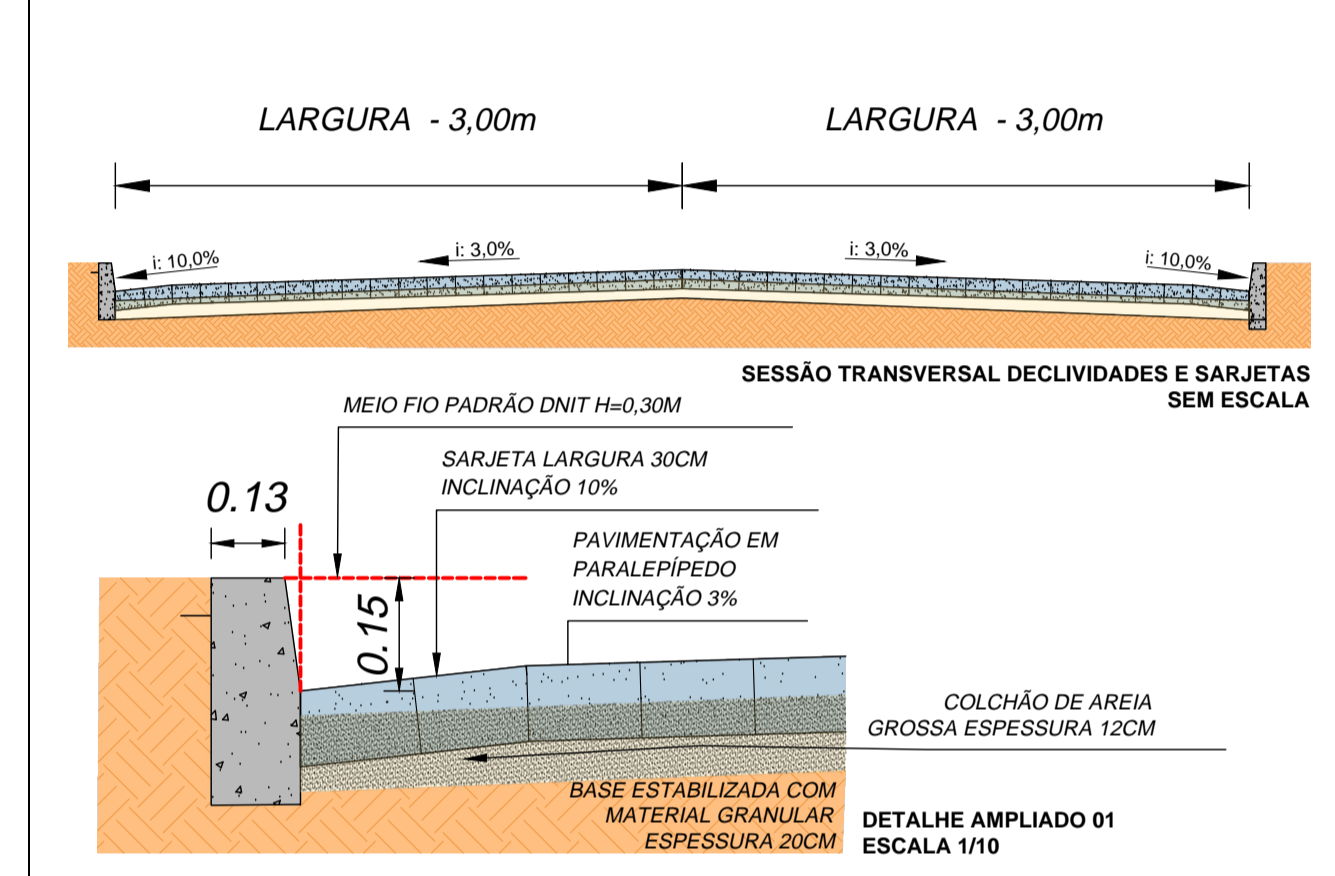 LARGURA - 3,00m
LARGURA - 3,00m
i: 10,0%
i: 3,0%
i: 3,0%
i: 10,0%
SESSÃO TRANSVERSAL DECLIVIDADES E SARJETAS
SEM ESCALA
MEIO FIO PADRÃO DNIT H=0,30M
SARJETA LARGURA 30CM
INCLINAÇÃO 10%
0.13
PAVIMENTAÇÃO EM
PARALEPÍPEDO
INCLINAÇÃO 3%
0.15
COLCHÃO DE AREIA
GROSSA ESPESSURA 12CM
BASE ESTABILIZADA COM
MATERIAL GRANULAR
ESPESSURA 20CM
DETALHE AMPLIADO 01
ESCALA 1/10